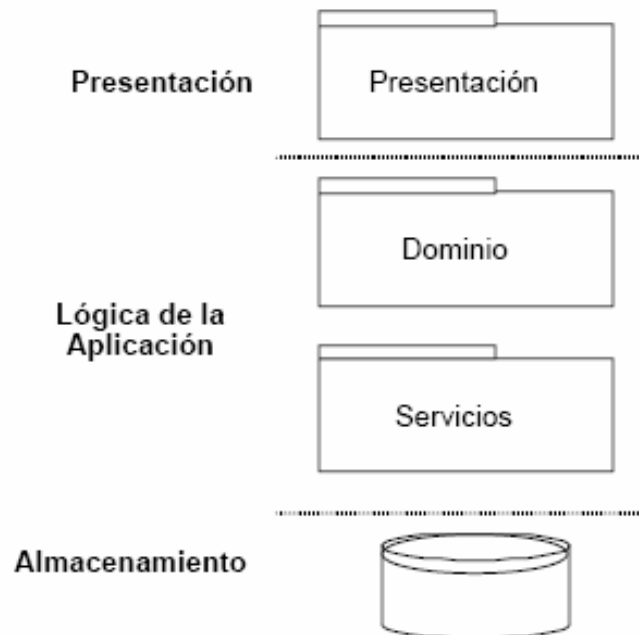 Presentación
Presentación
Dominio
Lógica de la
Aplicación
Servicios
Almacenamiento